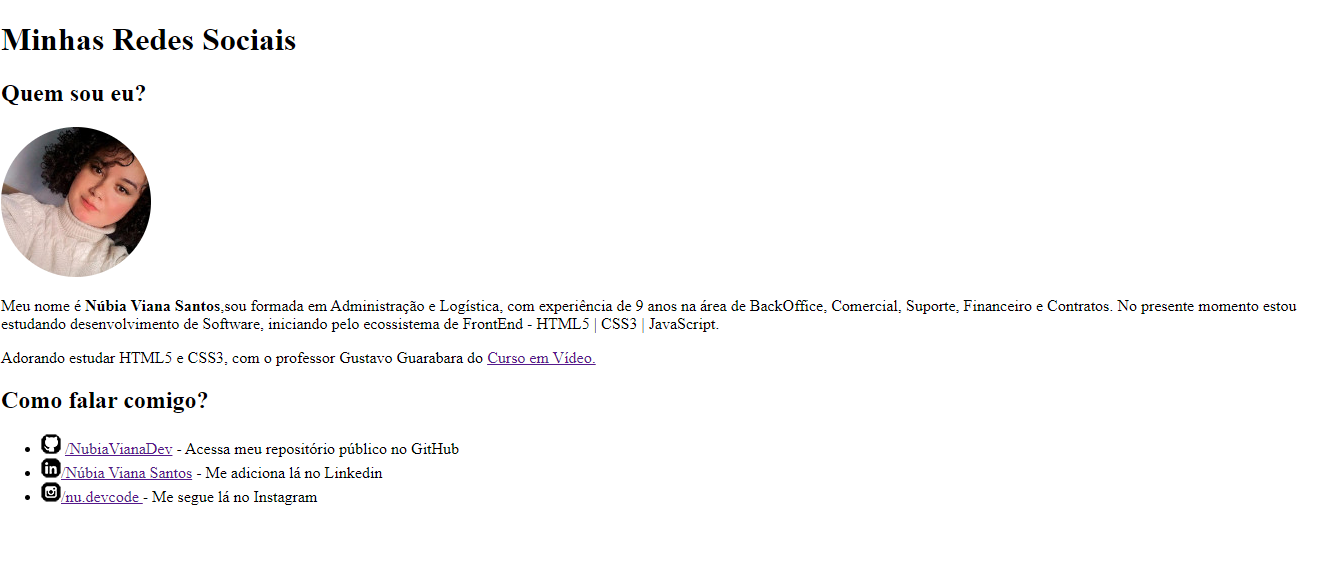 Minhas Redes Sociais
Quem sou eu?
Meu nome é Núbia Viana Santos,sou formada em Administração e Logística, com experiência de 9 anos na área de BackOffice, Comercial, Suporte, Financeiro e Contratos. No presente momento estou
estudando desenvolvimento de Software, iniciando pelo ecossistema de FrontEnd - HTML5 | CSS3 | JavaScript.
Adorando estudar HTML5 e CSS3, com o professor Gustavo Guarabara do Curso em Vídeo.
Como falar comigo?
/NubiaVianaDev - Acessa meu repositório público no GitHub
/Núbia Viana Santos - Me adiciona lá no Linkedin
/nu.devcode - Me segue lá no Instagram